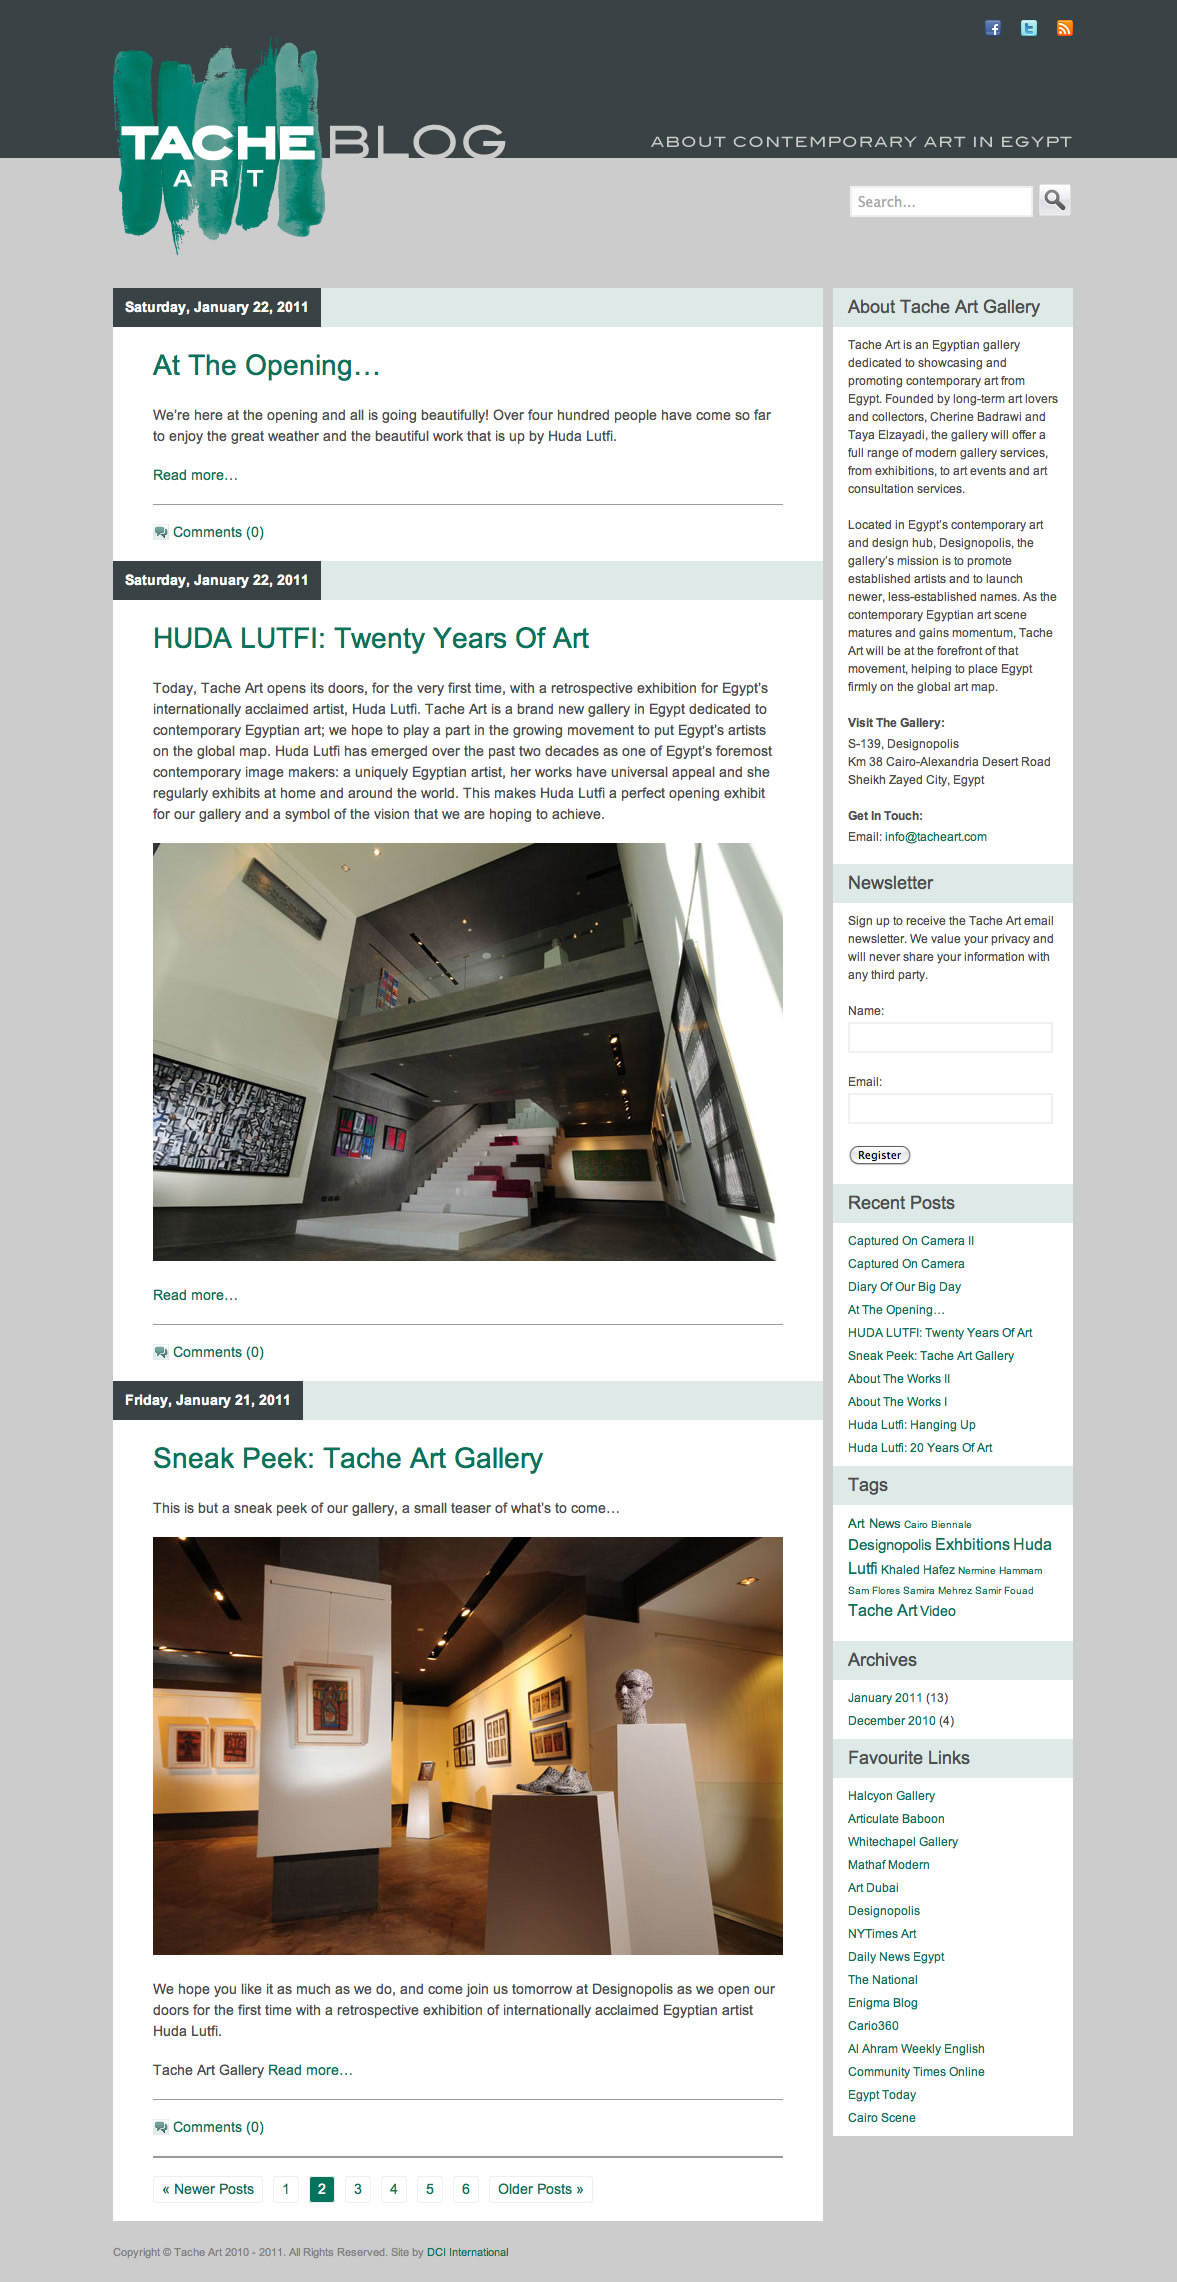 TACHE BLOG
ART
ABOUT CONTEMPORARY ART IN EGYPT
Search...
Saturday, January 22, 2011
At The Opening…
We’re here at the opening and all is going beautifully! Over four hundred people have come so far
to enjoy the great weather and the beautiful work that is up by Huda Lutfi.
Read more…
Comments (0)
Saturday, January 22, 2011
HUDA LUTFI: Twenty Years Of Art
Today, Tache Art opens its doors, for the very first time, with a retrospective exhibition for Egypt’s
internationally acclaimed artist, Huda Lutfi. Tache Art is a brand new gallery in Egypt dedicated to
contemporary Egyptian art; we hope to play a part in the growing movement to put Egypt’s artists
on the global map. Huda Lutfi has emerged over the past two decades as one of Egypt’s foremost
contemporary image makers: a uniquely Egyptian artist, her works have universal appeal and she
regularly exhibits at home and around the world. This makes Huda Lutfi a perfect opening exhibit
for our gallery and a symbol of the vision that we are hoping to achieve.
Read more…
Comments (0)
Friday, January 21, 2011
Sneak Peek: Tache Art Gallery
This is but a sneak peek of our gallery, a small teaser of what’s to come…
We hope you like it as much as we do, and come join us tomorrow at Designopolis as we open our
doors for the first time with a retrospective exhibition of internationally acclaimed Egyptian artist
Huda Lutfi.
Tache Art Gallery Read more…
Comments (0)
« Newer Posts 1 2 3 4 5 6 Older Posts »
About Tache Art Gallery
Tache Art is an Egyptian gallery
dedicated to showcasing and
promoting contemporary art from
Egypt. Founded by long-term art lovers
and collectors, Cherine Badrawi and
Taya Elzayadi, the gallery will offer a
full range of modern gallery services,
from exhibitions, to art events and art
consultation services.
Located in Egypt’s contemporary art
and design hub, Designopolis, the
gallery’s mission is to promote
established artists and to launch
newer, less-established names. As the
contemporary Egyptian art scene
matures and gains momentum, Tache
Art will be at the forefront of that
movement, helping to place Egypt
firmly on the global art map.
Visit The Gallery:
S-139, Designopolis
Km 38 Cairo-Alexandria Desert Road
Sheikh Zayed City, Egypt
Get In Touch:
Email: info@tacheart.com
Newsletter
Sign up to receive the Tache Art email
newsletter. We value your privacy and
will never share your information with
any third party.
Name:
Email:
Register
Recent Posts
Captured On Camera II
Captured On Camera
Diary Of Our Big Day
At The Opening…
HUDA LUTFI: Twenty Years Of Art
Sneak Peek: Tache Art Gallery
About The Works II
About The Works I
Huda Lutfi: Hanging Up
Huda Lutfi: 20 Years Of Art
Tags
Art News Cairo Biennale
Designopolis Exhbitions Huda
Lutfi Khaled Hafez Nermine Hammam
Sam Flores Samira Mehrez Samir Fouad
Tache Art Video
Archives
January 2011 (13)
December 2010 (4)
Favourite Links
Halcyon Gallery
Articulate Baboon
Whitechapel Gallery
Mathaf Modern
Art Dubai
Designopolis
NYTimes Art
Daily News Egypt
The National
Enigma Blog
Cario360
Al Ahram Weekly English
Community Times Online
Egypt Today
Cairo Scene
Copyright © Tache Art 2010 - 2011. All Rights Reserved. Site by DCI International